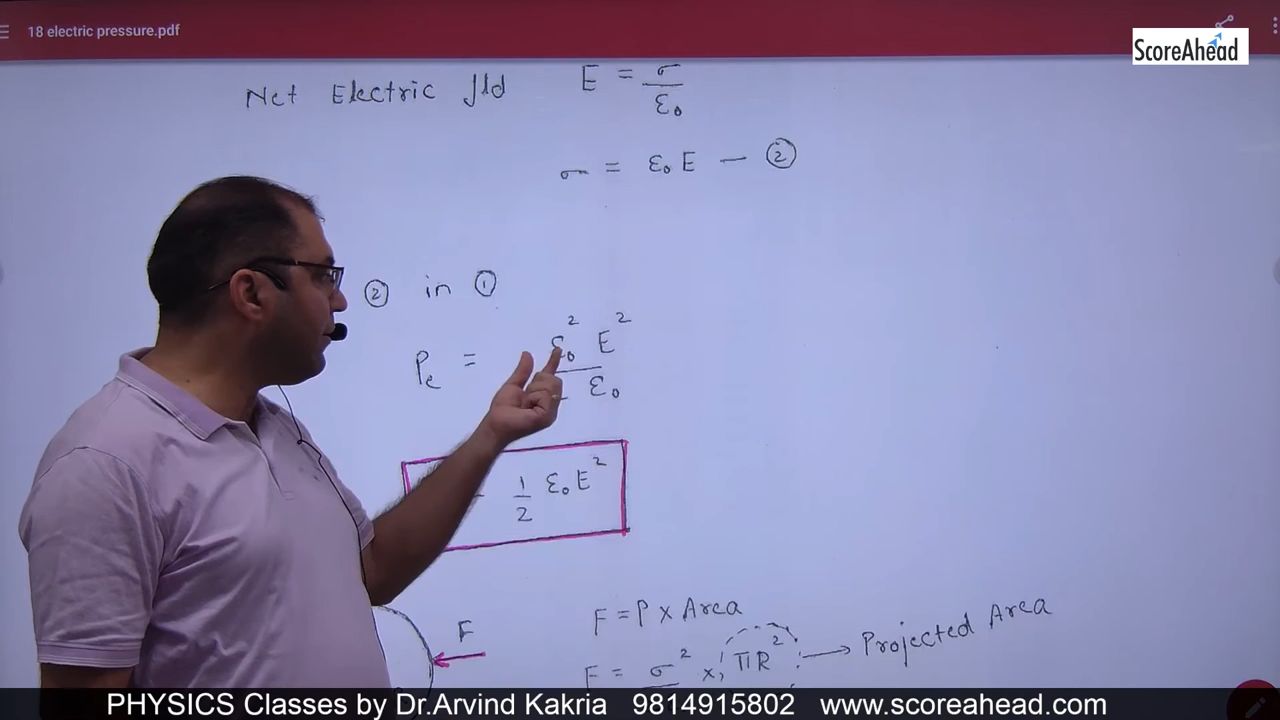 18 electric pressure.pdf
ScoreAhead
Net Electric fld E = σ/ε₀
σ = ε₀ E — ②
② in ①
Pₑ = ε₀² E² / ε₀
1/2 ε₀ E²
F = P x Area
F
F = σ² x πR² → Projected Area
PHYSICS Classes by Dr.Arvind Kakria 9814915802 www.scoreahead.com